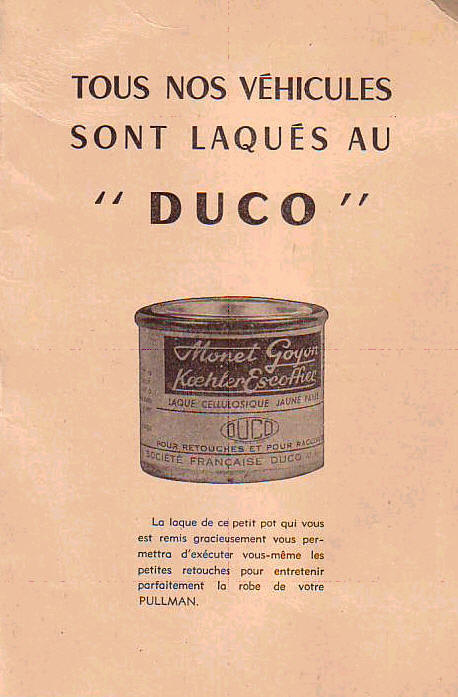 TOUS NOS VÉHICULES
SONT LAQUÉS AU
“ DUCO ”
Monet Goyon
Kœhler Escoffier
LAQUE CELLULOSIQUE JAUNE
DUCO
POUR RETOUCHES ET POUR
SOCIÉTÉ FRANÇAISE DUCO
La laque de ce petit pot qui vous
est remis gracieusement vous per-
mettra d'exécuter vous-même les
petites retouches pour entretenir
parfaitement la robe de votre
PULLMAN.